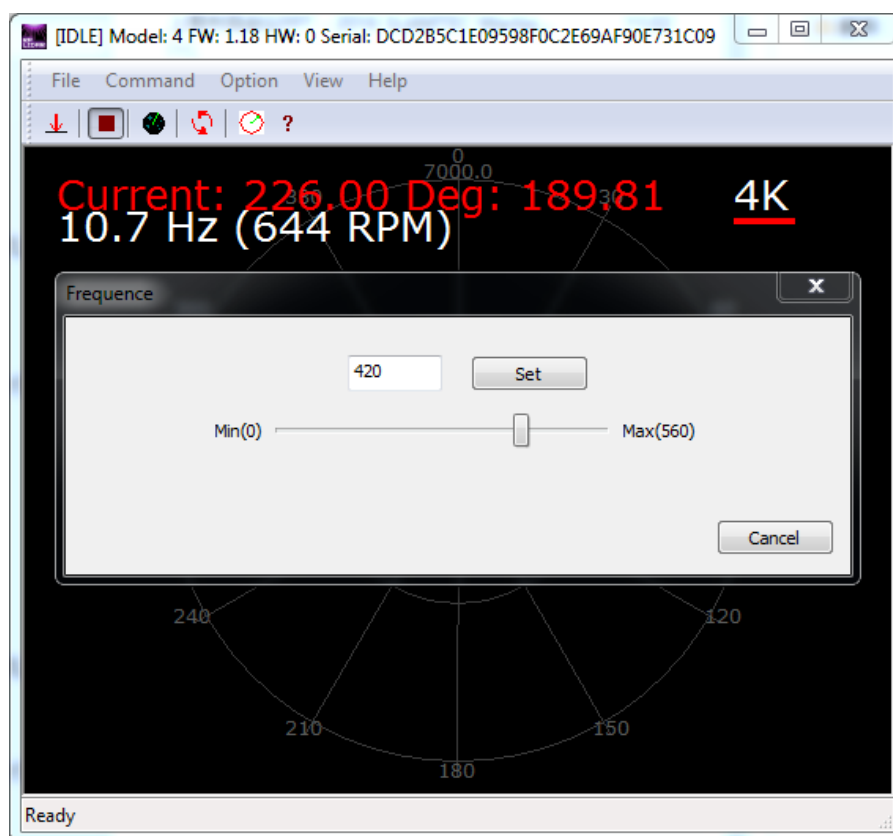 [IDLE] Model: 4 FW: 1.18 HW: 0 Serial: DCD2B5C1E09598F0C2E69AF90E731C09
File Command Option View Help
?
0
7000.0
330 30
Current: 226.00 Deg: 189.81 4K
10.7 Hz (644 RPM)
Frequence
420 Set
Min(0) Max(560)
Cancel
240 120
210 150
180
Ready